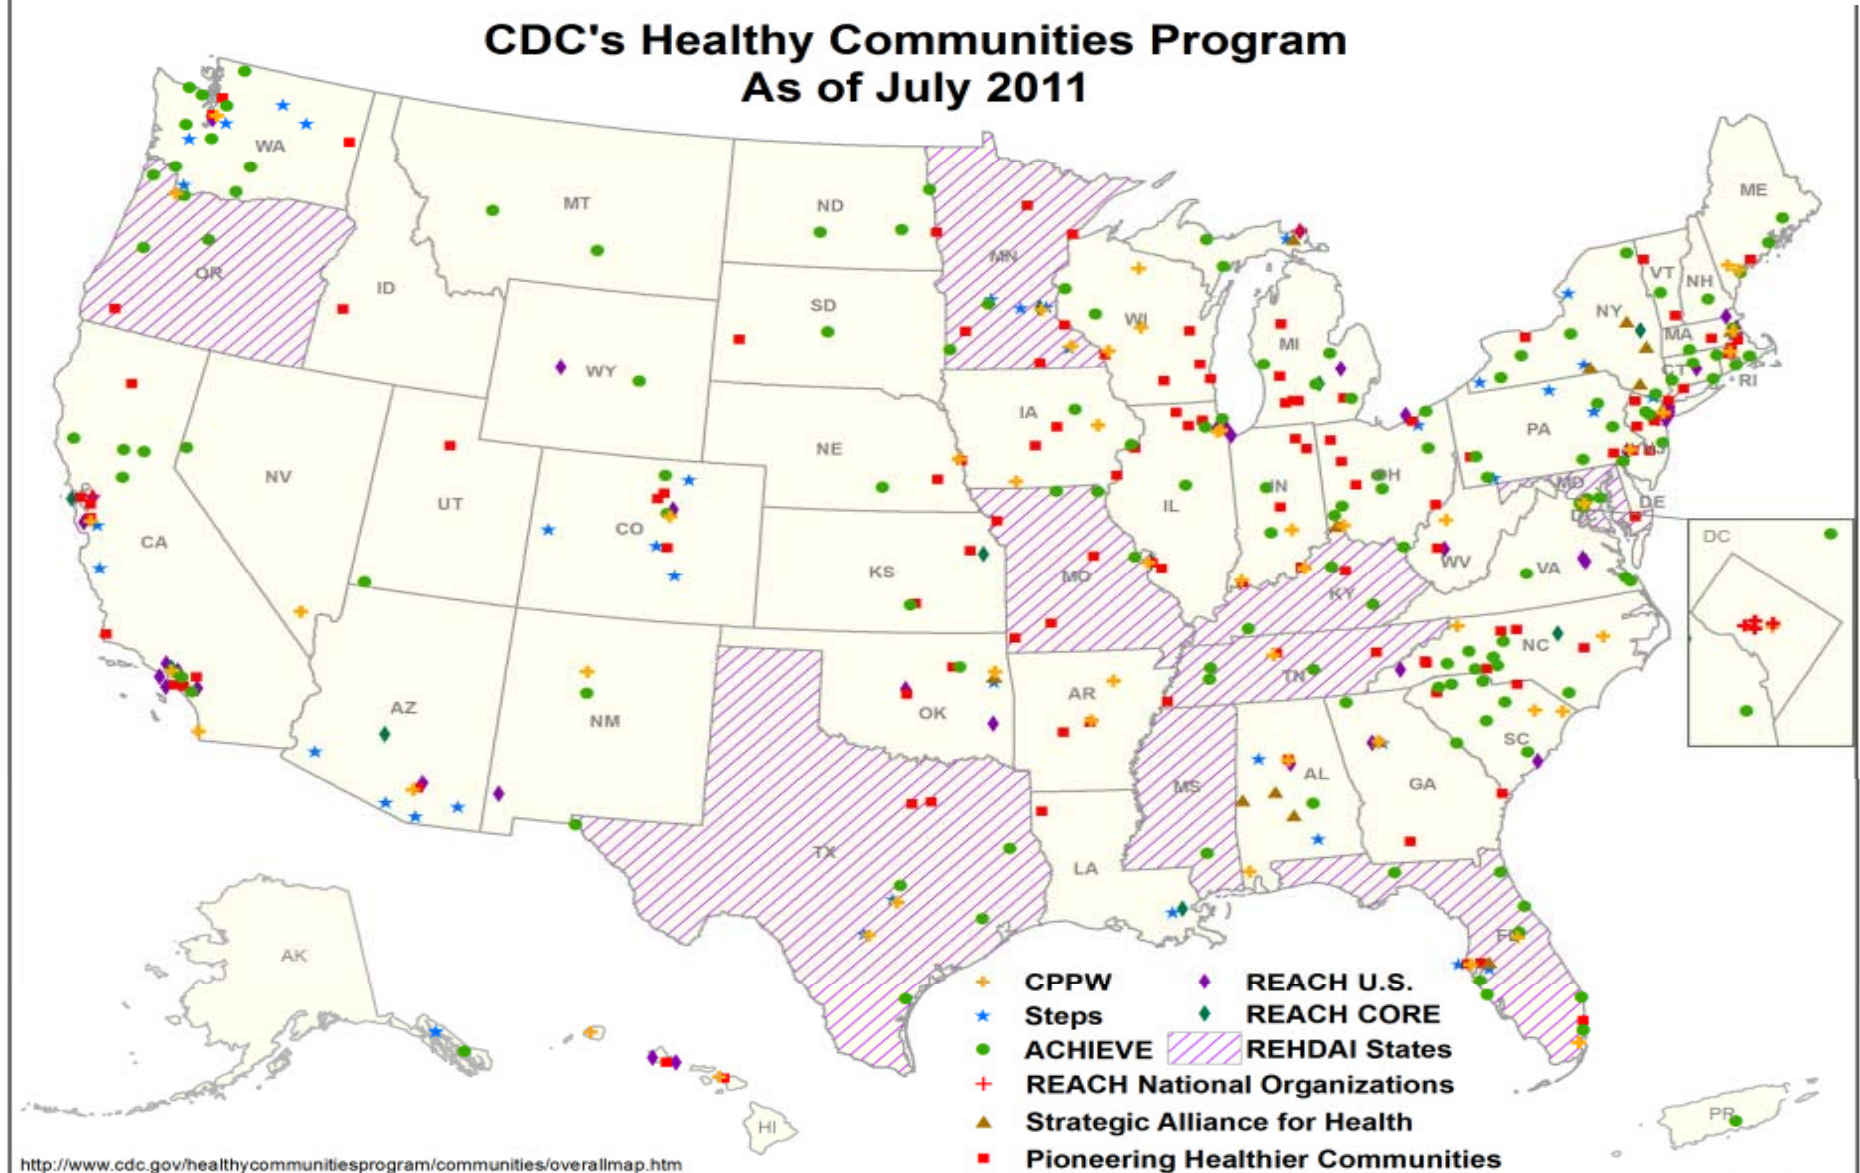 CDC's Healthy Communities Program
As of July 2011
WA
MT
ND
MN
ME
OR
ID
SD
WI
MI
NY
VT
NH
MA
CT
RI
WY
IA
PA
NE
NV
UT
CO
IL
IN
OH
NJ
MD
DE
DC
CA
KS
MO
WV
VA
KY
DC
AZ
NM
OK
AR
TN
NC
SC
MS
AL
GA
TX
LA
FL
AK
HI
PR
CPPW
Steps
ACHIEVE
REACH National Organizations
Strategic Alliance for Health
Pioneering Healthier Communities
REACH U.S.
REACH CORE
REHDAI States
http://www.cdc.gov/healthycommunitiesprogram/communities/overallmap.htm